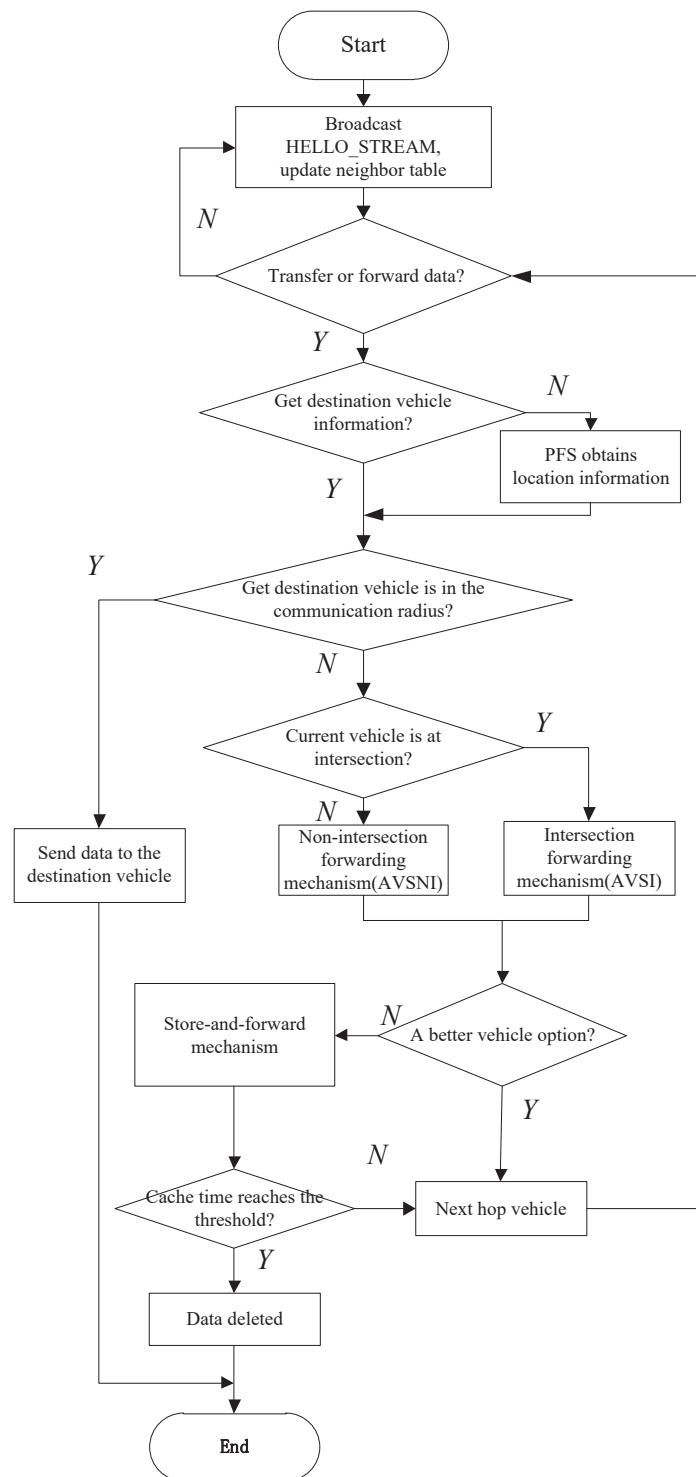 Start
Broadcast
HELLO_STREAM,
update neighbor table
N
Transfer or forward data?
Y
N
Get destination vehicle
information?
PFS obtains
location information
Y
Y
Get destination vehicle is in the
communication radius?
N
Y
Current vehicle is at
intersection?
N
Send data to the
destination vehicle
Non-intersection
forwarding
mechanism(AVSNI)
Intersection
forwarding
mechanism(AVSI)
Store-and-forward
mechanism
N
A better vehicle option?
Y
N
Cache time reaches the
threshold?
Next hop vehicle
Y
Data deleted
End